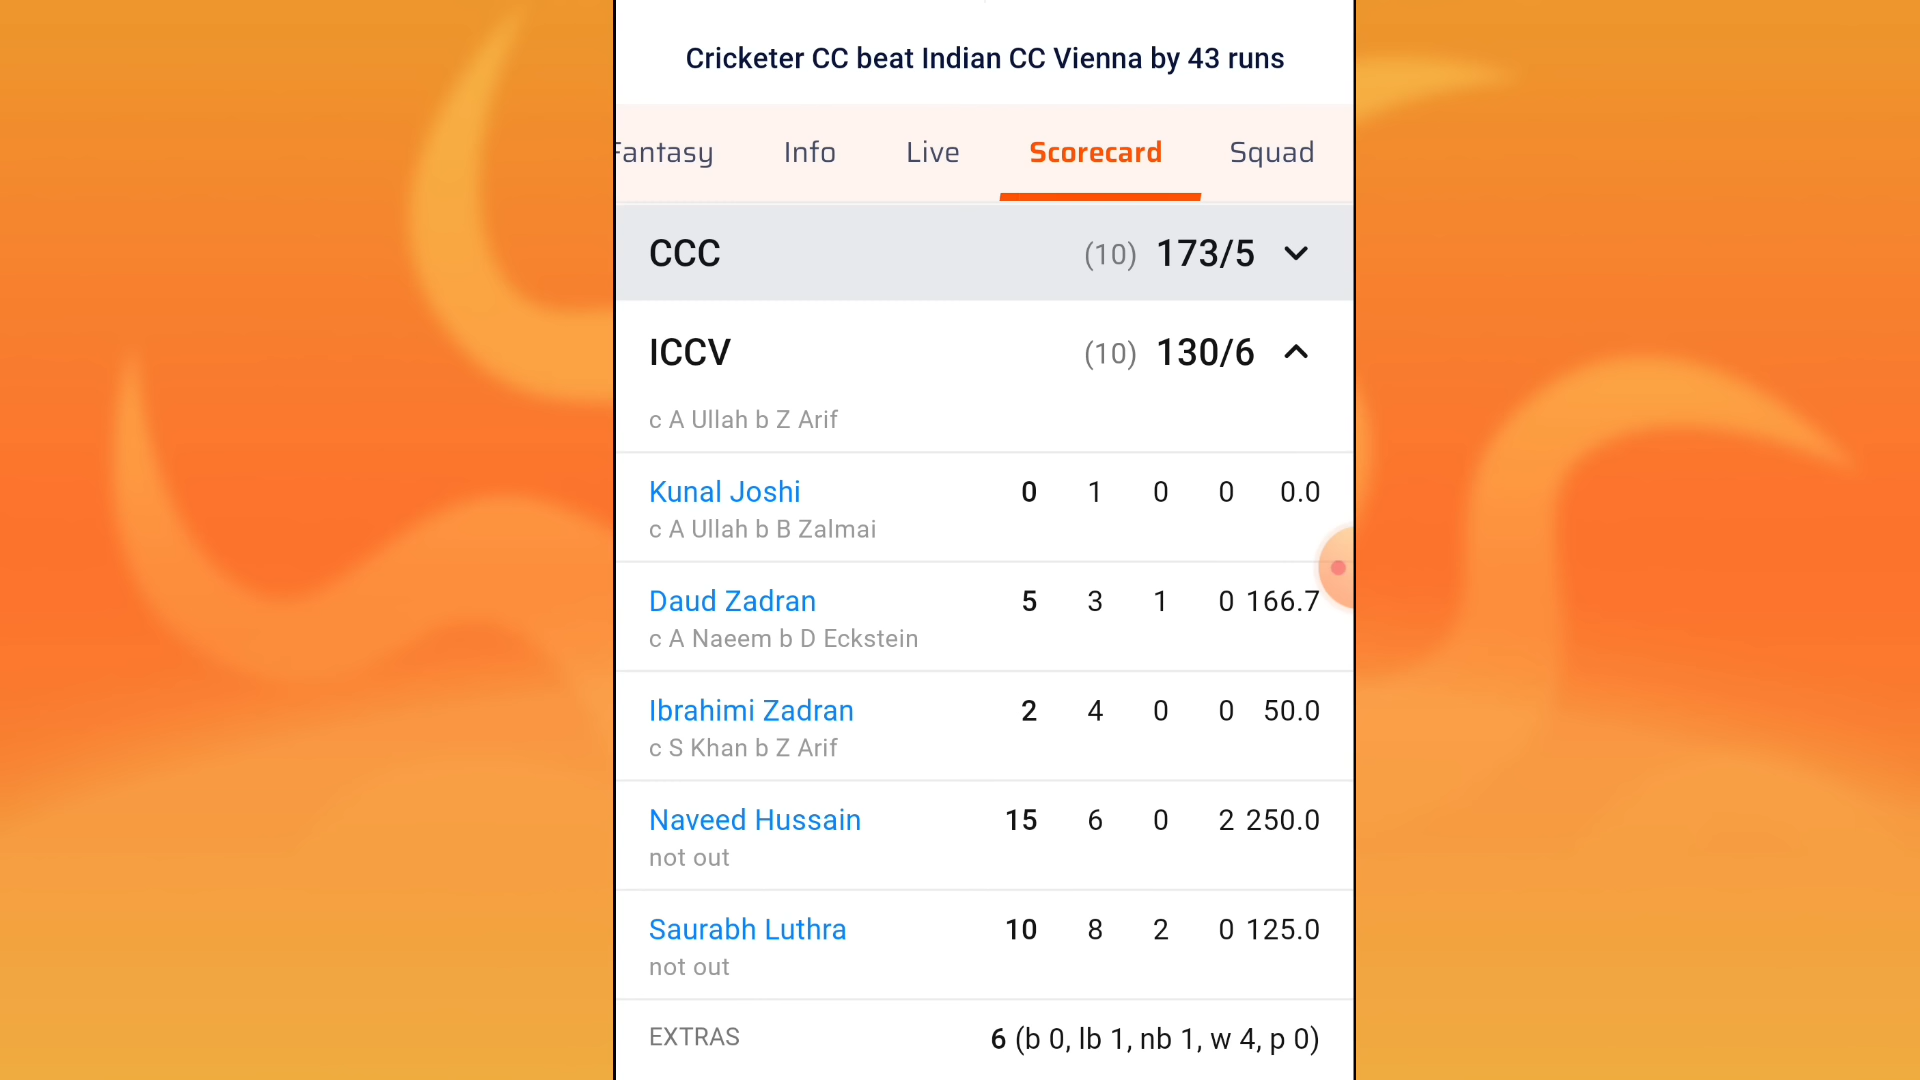 Cricketer CC beat Indian CC Vienna by 43 runs
Fantasy Info Live Scorecard Squad
CCC (10) 173/5
ICCV (10) 130/6
c A Ullah b Z Arif
Kunal Joshi 0 1 0 0 0.0
c A Ullah b B Zalmai
Daud Zadran 5 3 1 0 166.7
c A Naeem b D Eckstein
Ibrahimi Zadran 2 4 0 0 50.0
c S Khan b Z Arif
Naveed Hussain 15 6 0 2 250.0
not out
Saurabh Luthra 10 8 2 0 125.0
not out
EXTRAS 6 (b 0, lb 1, nb 1, w 4, p 0)